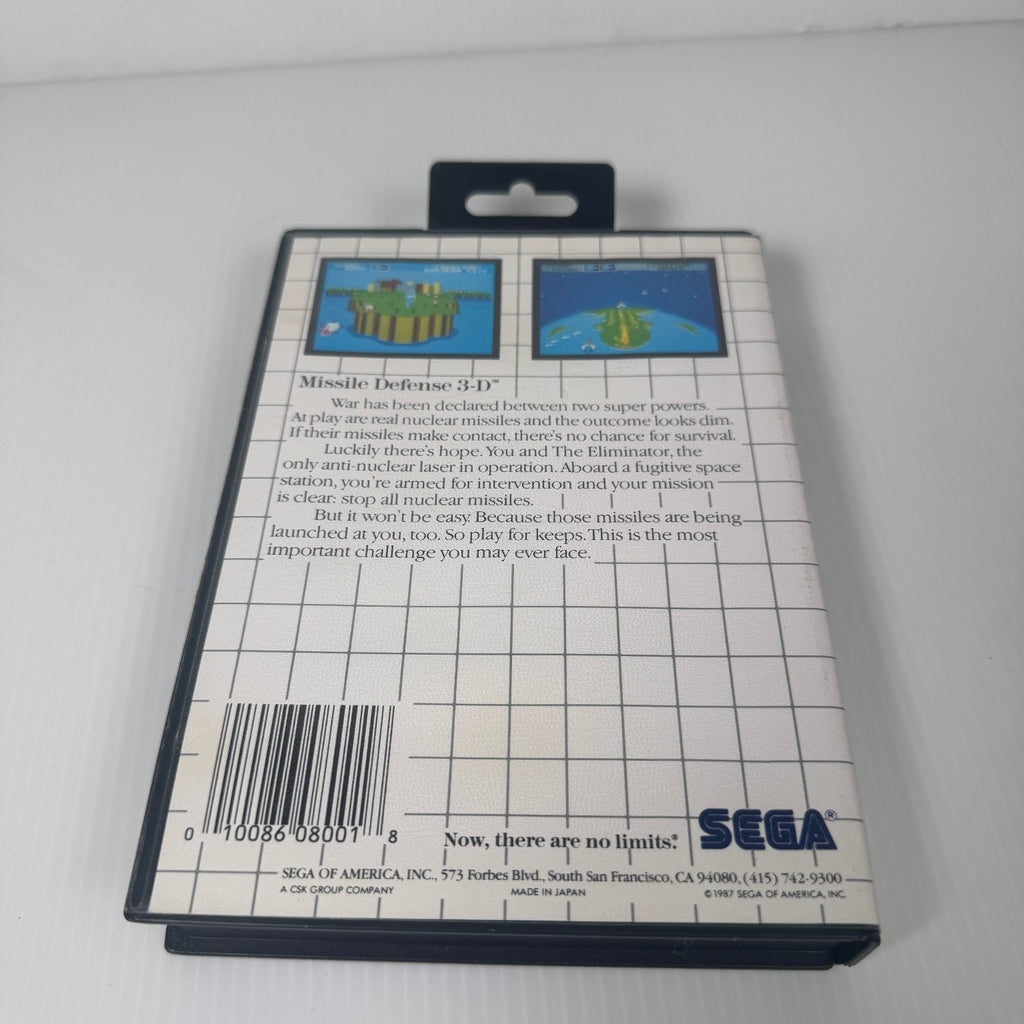 Missile Defense 3-D™
War has been declared between two super powers.
At play are real nuclear missiles and the outcome looks dim.
If their missiles make contact, there's no chance for survival.
Luckily there's hope. You and The Eliminator, the
only anti-nuclear laser in operation. Aboard a fugitive space
station, you're armed for intervention and your mission
is clear: stop all nuclear missiles.
But it won't be easy. Because those missiles are being
launched at you, too. So play for keeps. This is the most
important challenge you may ever face.
0 10086 08001 8
Now, there are no limits.®
SEGA®
SEGA OF AMERICA, INC., 573 Forbes Blvd., South San Francisco, CA 94080, (415) 742-9300
A CSK GROUP COMPANY
MADE IN JAPAN
©1987 SEGA OF AMERICA, INC.